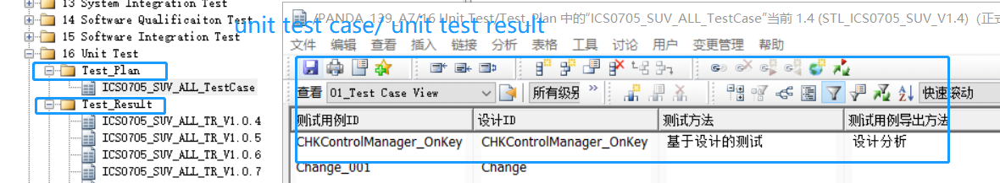 13 System Integration Test
14 Software Qualificaiton Test
15 Software Integration Test
16 Unit Test
Test_Plan
ICS0705_SUV_ALL_TestCase
Test_Result
ICS0705_SUV_ALL_TR_V1.0.4
ICS0705_SUV_ALL_TR_V1.0.5
ICS0705_SUV_ALL_TR_V1.0.6
ICS0705_SUV_ALL_TR_V1.0.7
unit test case/ unit test result
/PANDA_139_A7/16 Unit Test/Test_Plan 中的“ICS0705_SUV_ALL_TestCase”当前 1.4 (STL_ICS0705_SUV_V1.4) (正式
文件 编辑 查看 插入 链接 分析 表格 工具 讨论 用户 变更管理 帮助
查看 01_Test Case View 所有级别 快速滚动
测试用例ID 设计ID 测试方法 测试用例导出方法
CHKControlManager_OnKey CHKControlManager_OnKey 基于设计的测试 设计分析
Change_001 Change